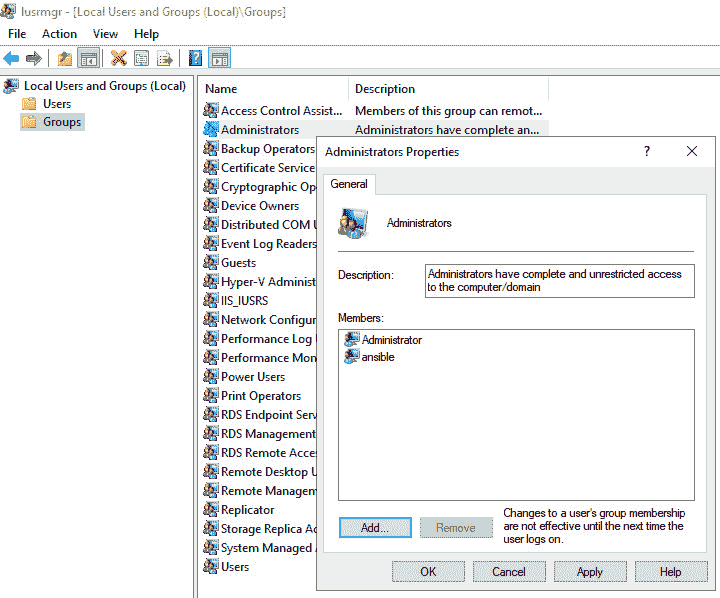 lusrmgr - [Local Users and Groups (Local)\Groups]
File Action View Help
Local Users and Groups (Local)
Users
Groups
Name Description
Access Control Assist... Members of this group can remot...
Administrators Administrators have complete an...
Backup Operators
Certificate Service
Cryptographic Op
Device Owners
Distributed COM U
Event Log Readers
Guests
Hyper-V Administ
IIS_IUSRS
Network Configur
Performance Log
Performance Mon
Power Users
Print Operators
RDS Endpoint Serv
RDS Management
RDS Remote Acce
Remote Desktop U
Remote Managem
Replicator
Storage Replica Ad
System Managed A
Users
Administrators Properties
General
Administrators
Description:
Administrators have complete and unrestricted access
to the computer/domain
Members:
Administrator
ansible
Add...
Remove
Changes to a user's group membership
are not effective until the next time the
user logs on.
OK Cancel Apply Help